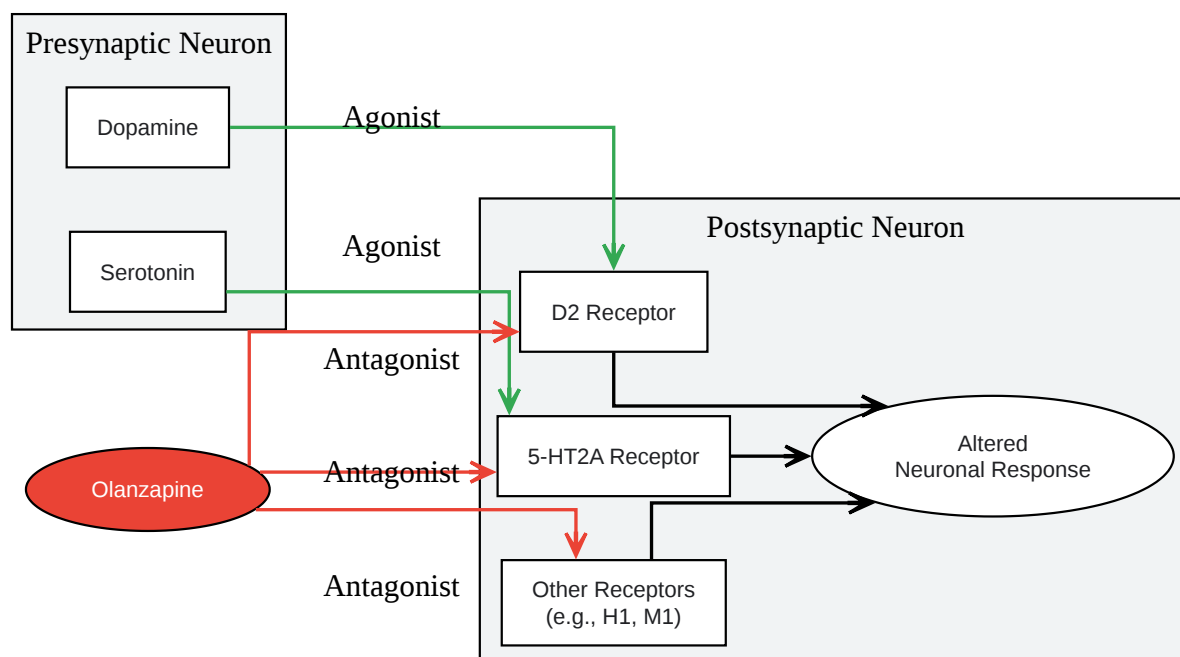 Presynaptic Neuron
Dopamine
Agonist
Serotonin
Agonist
Postsynaptic Neuron
D2 Receptor
Antagonist
5-HT2A Receptor
Altered
Neuronal Response
Olanzapine
Antagonist
Antagonist
Other Receptors
(e.g., H1, M1)